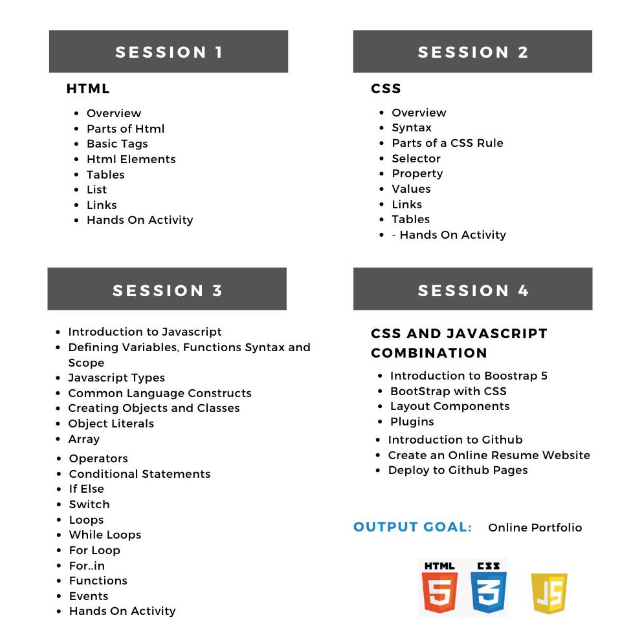 SESSION 1
HTML
• Overview
• Parts of Html
• Basic Tags
• Html Elements
• Tables
• List
• Links
• Hands On Activity
SESSION 2
CSS
• Overview
• Syntax
• Parts of a CSS Rule
• Selector
• Property
• Values
• Links
• Tables
• - Hands On Activity
SESSION 3
• Introduction to Javascript
• Defining Variables, Functions Syntax and
Scope
• Javascript Types
• Common Language Constructs
• Creating Objects and Classes
• Object Literals
• Array
• Operators
• Conditional Statements
• If Else
• Switch
• Loops
• While Loops
• For Loop
• For..in
• Functions
• Events
• Hands On Activity
SESSION 4
CSS AND JAVASCRIPT
COMBINATION
• Introduction to Boostrap 5
• BootStrap with CSS
• Layout Components
• Plugins
• Introduction to Github
• Create an Online Resume Website
• Deploy to Github Pages
OUTPUT GOAL: Online Portfolio
HTML CSS
5 3 JS